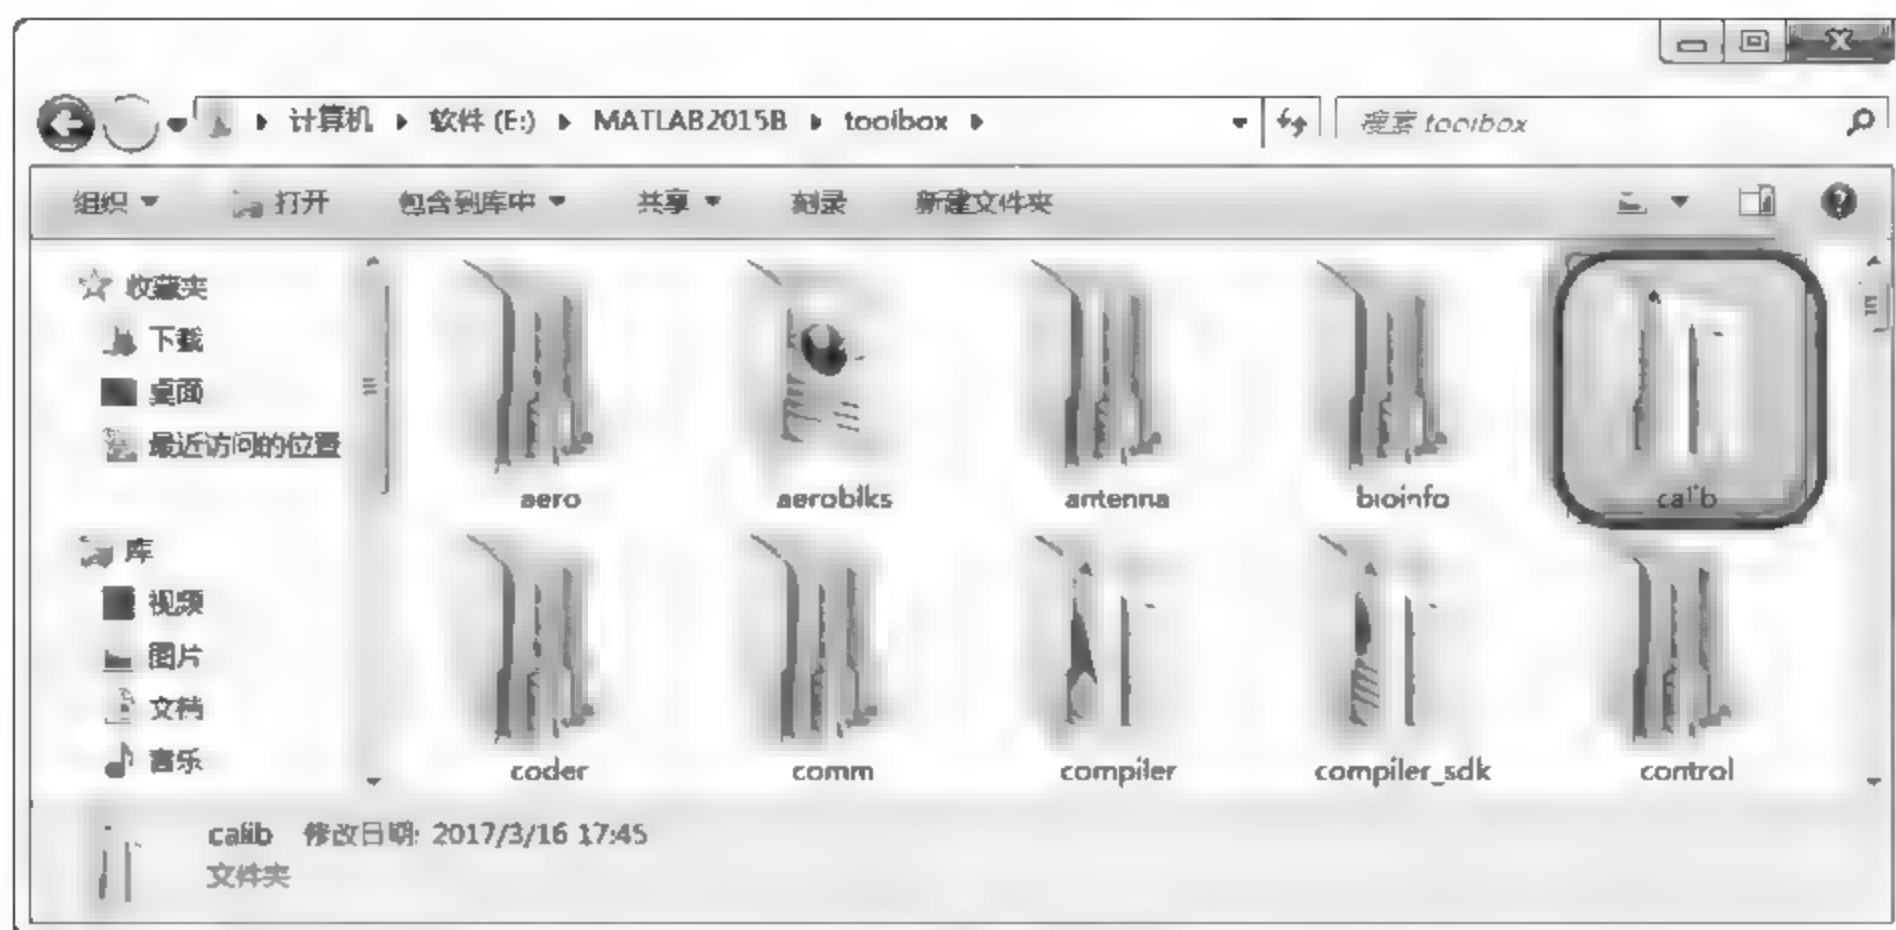 计算机 ▸ 软件 (E:) ▸ MATLAB2015B ▸ toolbox ▸
搜索 toolbox
组织 打开 包含到库中 共享 刻录 新建文件夹
收藏夹
下载
桌面
最近访问的位置
库
视频
图片
文档
音乐
aero aeroblks antenna bioinfo calib
coder comm compiler compiler_sdk control
calib 修改日期: 2017/3/16 17:45
文件夹